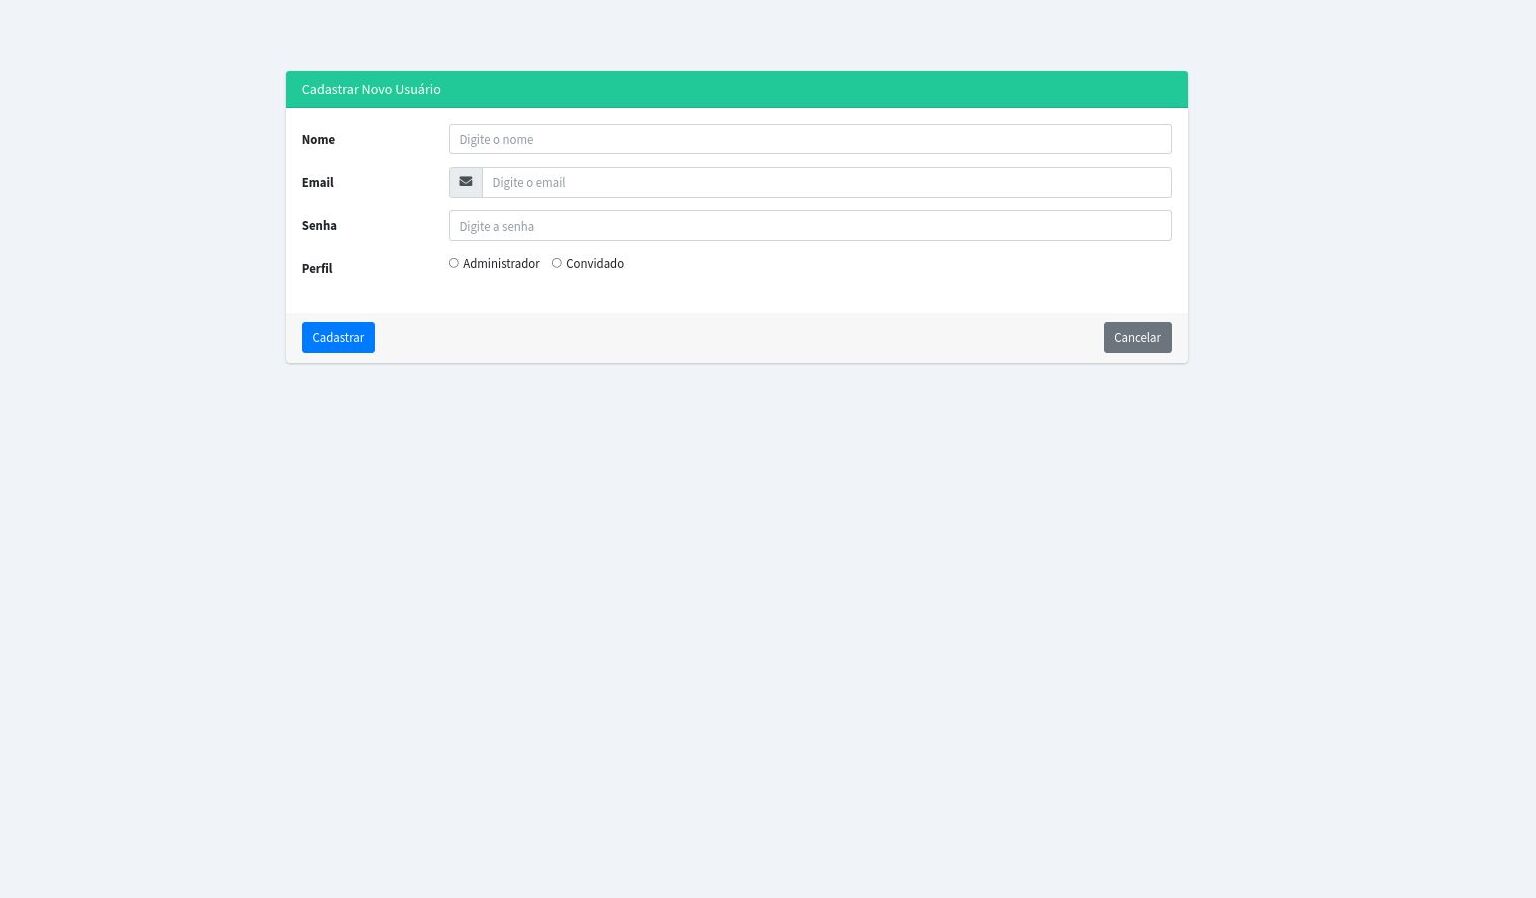 Cadastrar Novo Usuário
Nome
Digite o nome
Email
Digite o email
Senha
Digite a senha
Perfil
Administrador Convidado
Cadastrar
Cancelar